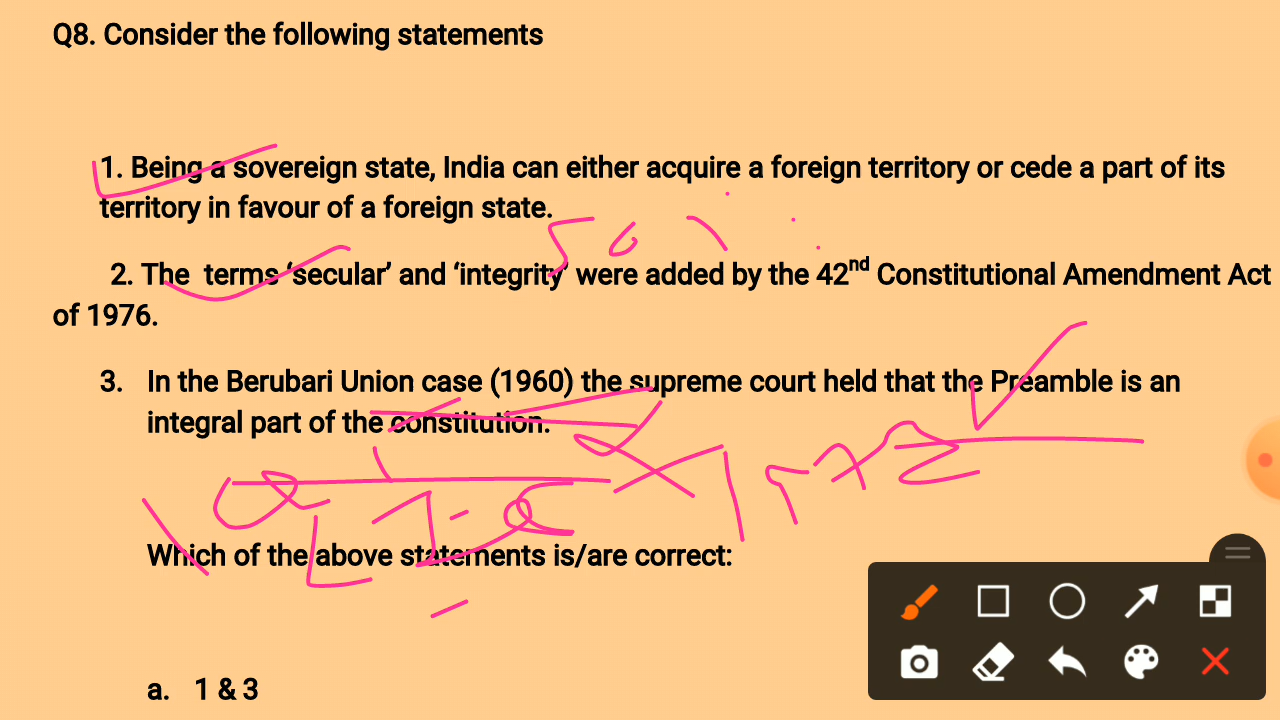 Q8. Consider the following statements
1. Being a sovereign state, India can either acquire a foreign territory or cede a part of its
territory in favour of a foreign state.
2. The terms ‘secular’ and ‘integrity’ were added by the 42nd Constitutional Amendment Act
of 1976.
3. In the Berubari Union case (1960) the supreme court held that the Preamble is an
integral part of the constitution.
Which of the above statements is/are correct:
a. 1 & 3